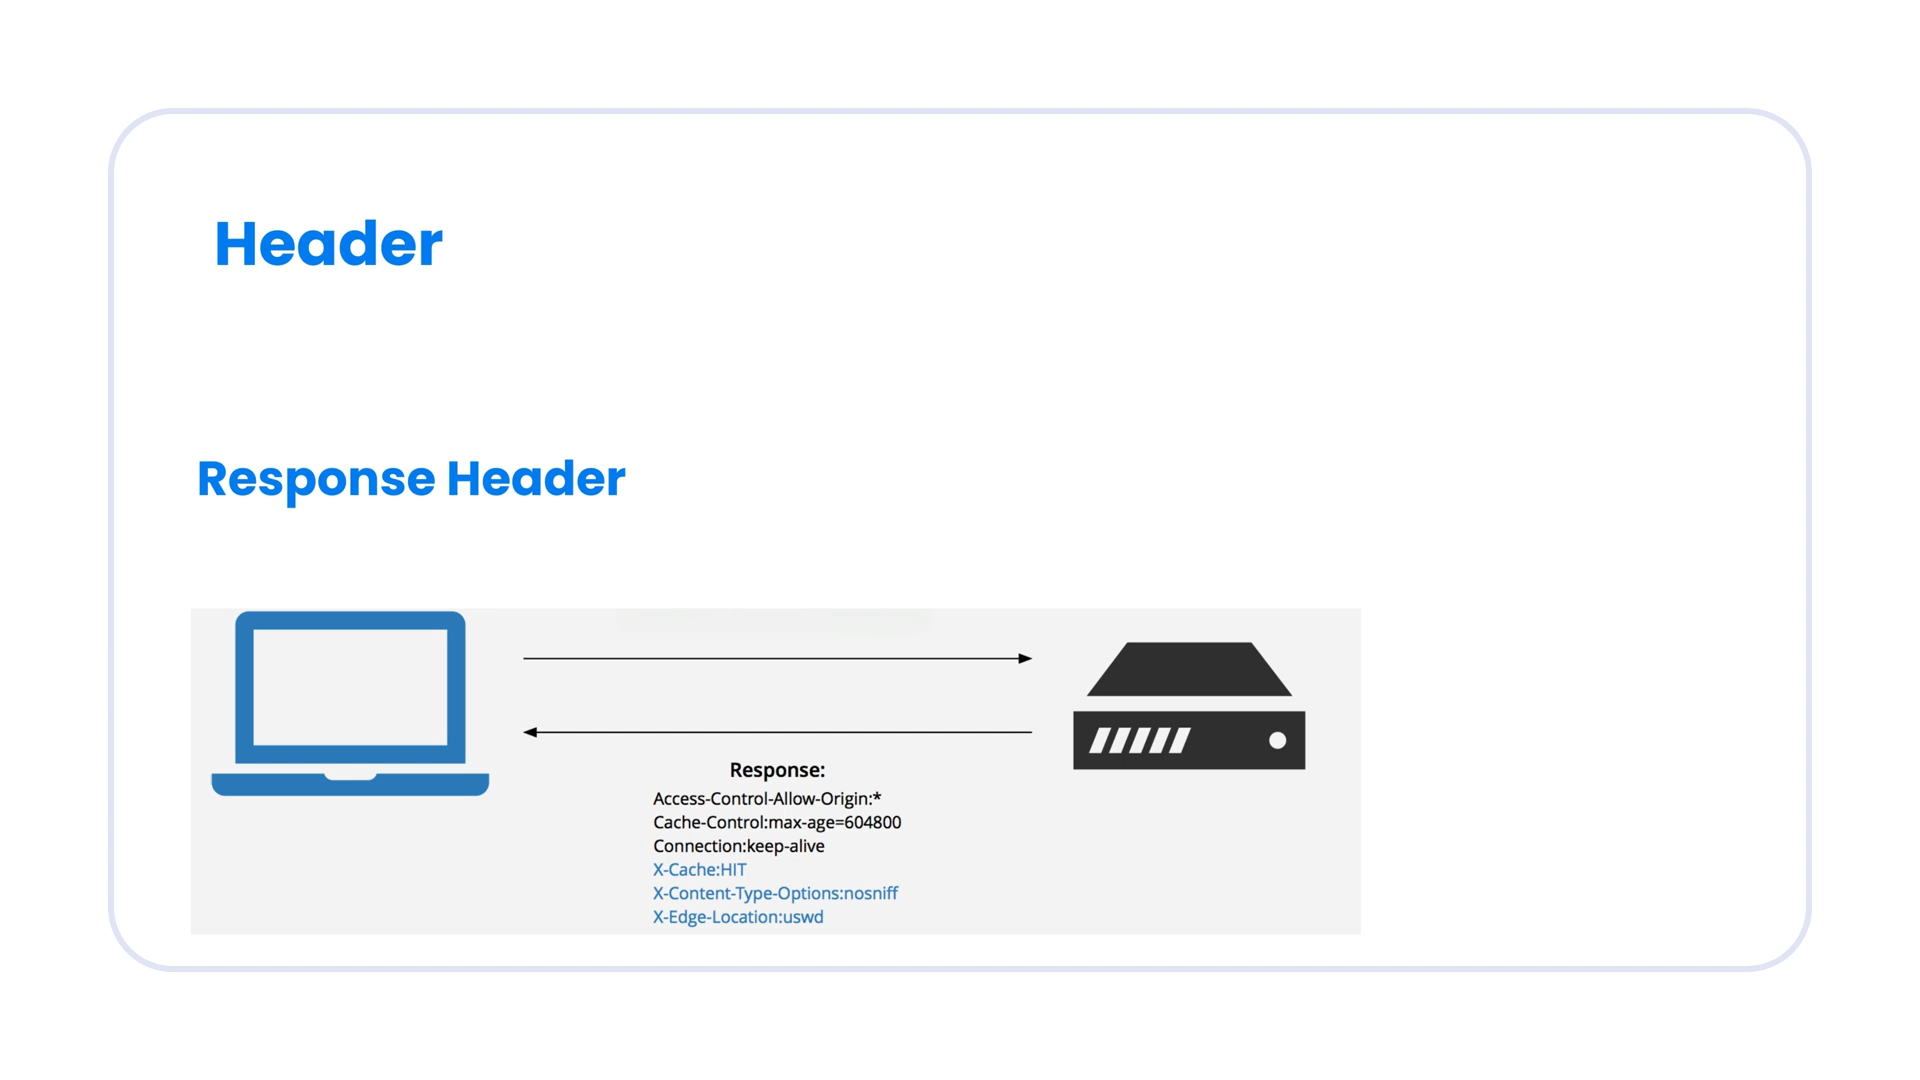 Header
Response Header
Response:
Access-Control-Allow-Origin:*
Cache-Control:max-age=604800
Connection:keep-alive
X-Cache:HIT
X-Content-Type-Options:nosniff
X-Edge-Location:uswd